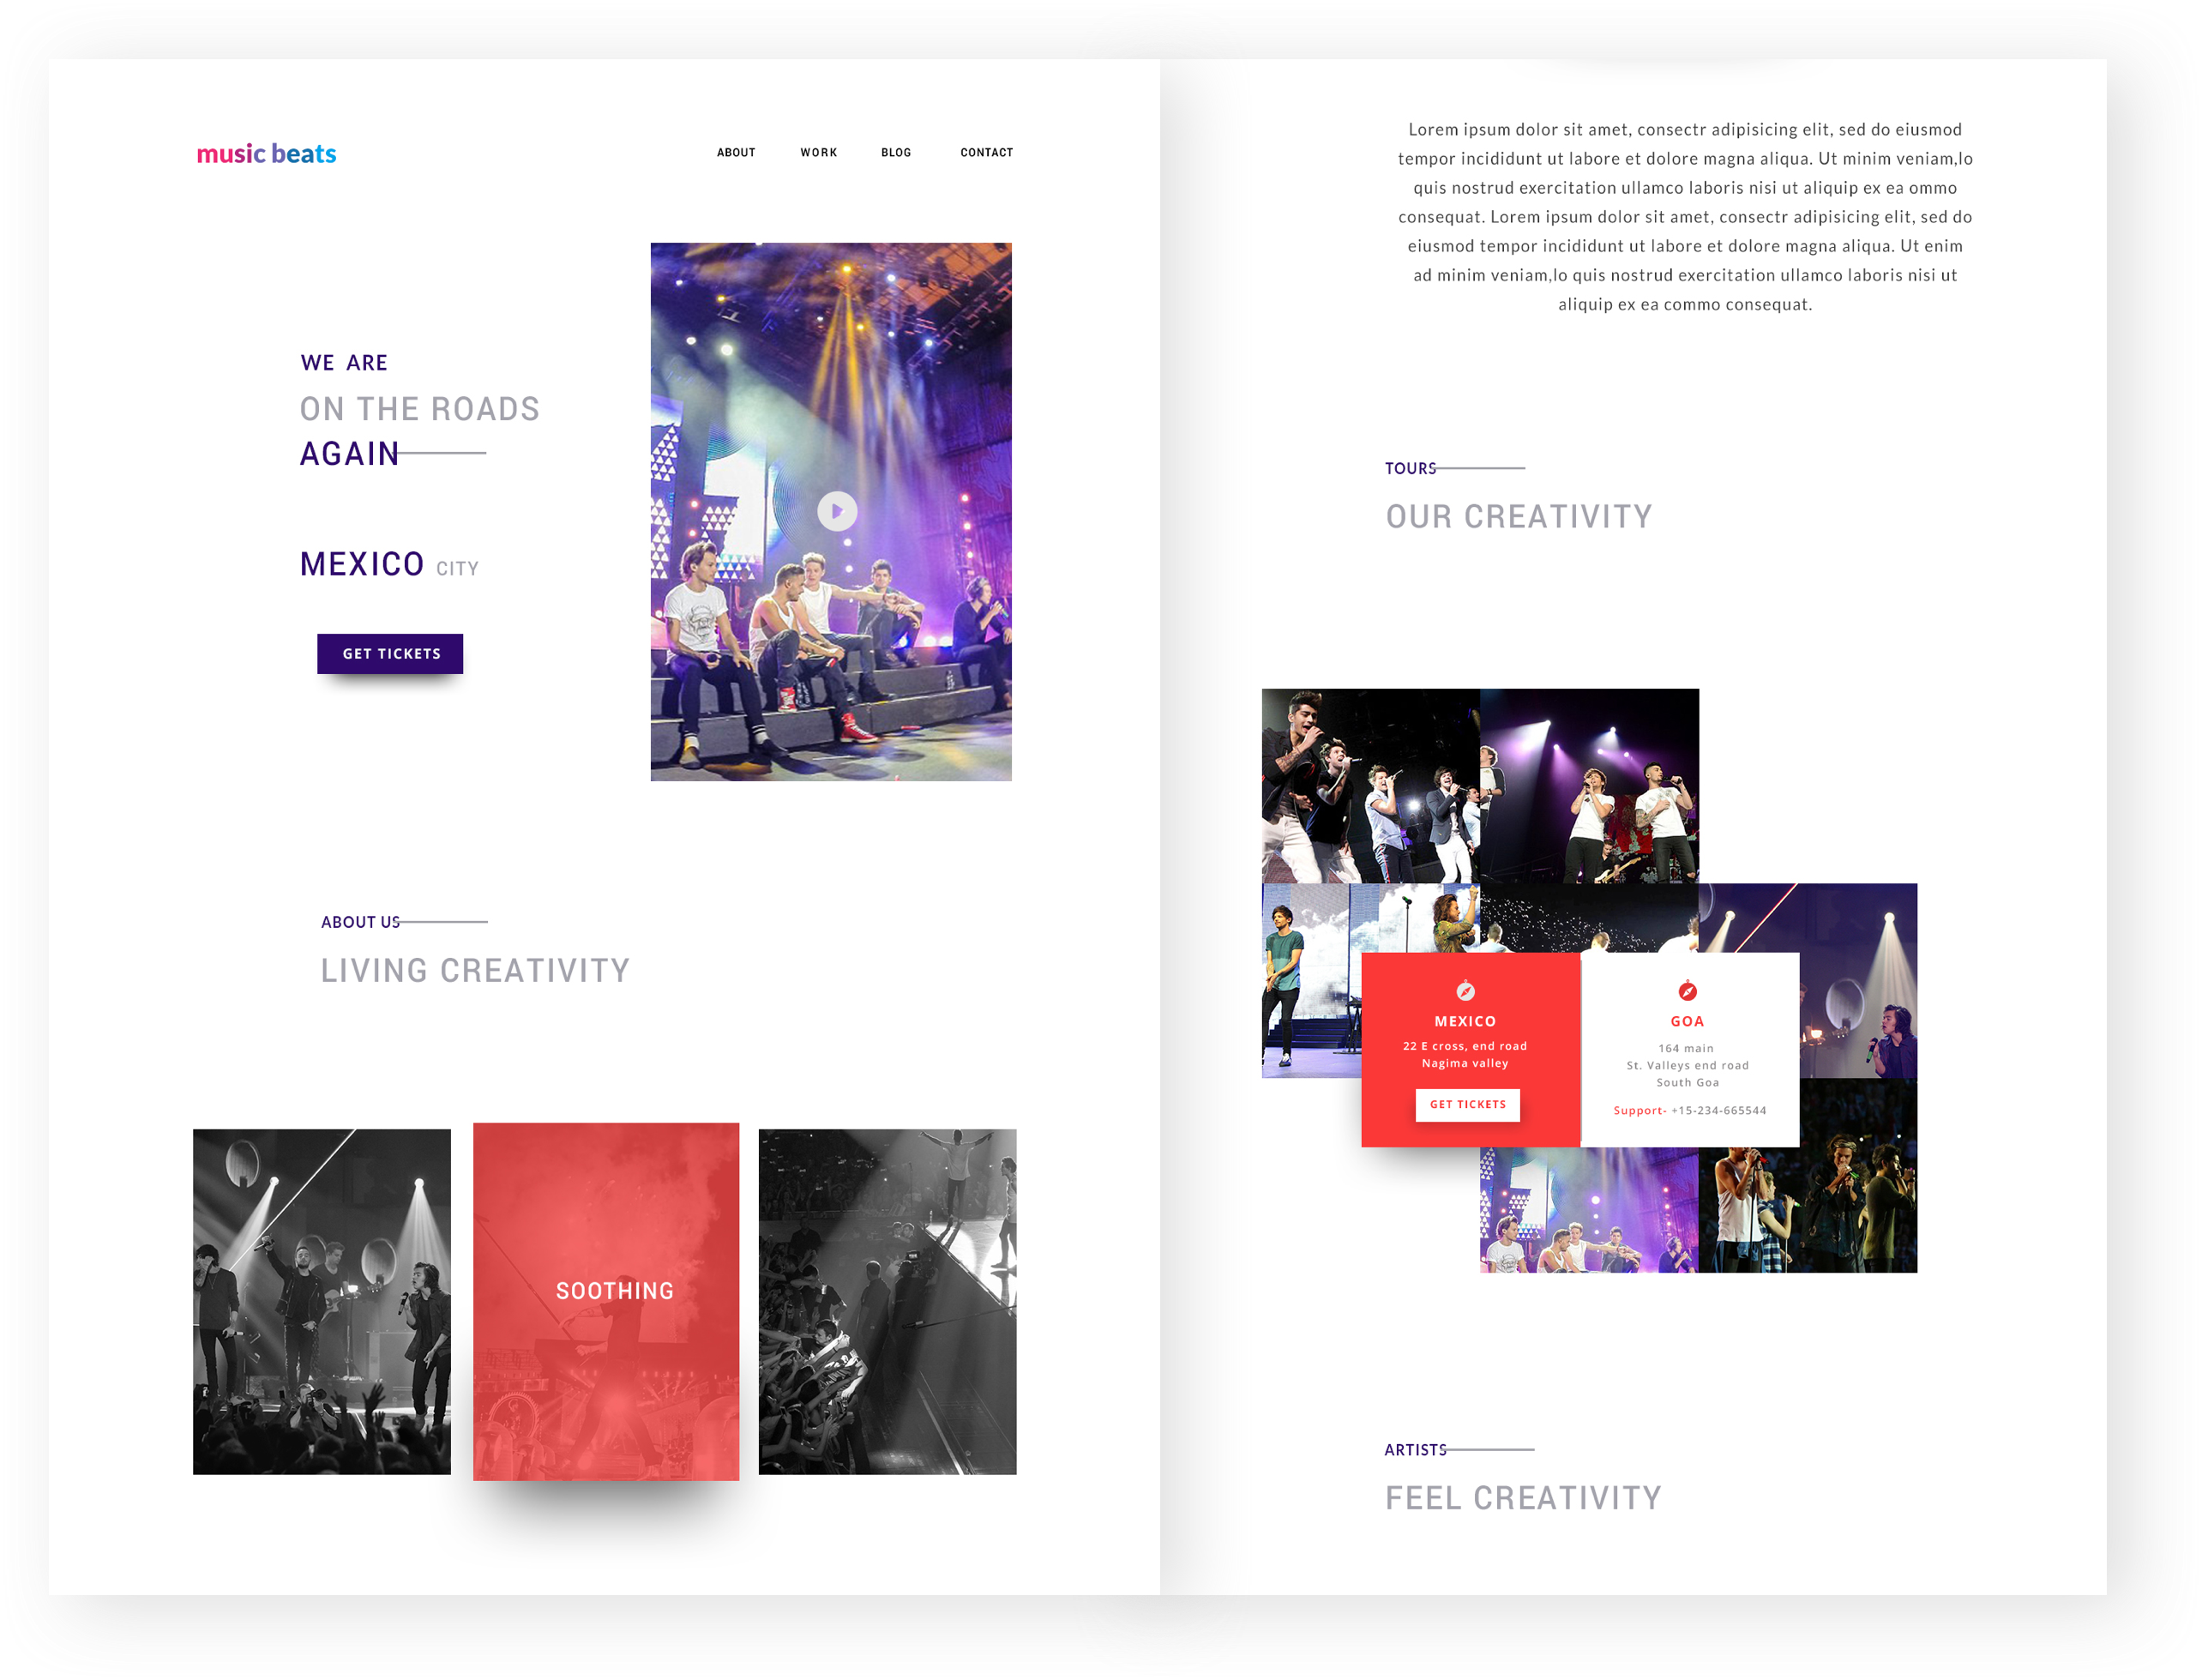 music beats
ABOUT WORK BLOG CONTACT
WE ARE
ON THE ROADS
AGAIN
MEXICO CITY
GET TICKETS
ABOUT US
LIVING CREATIVITY
SOOTHING
Lorem ipsum dolor sit amet, consectr adipisicing elit, sed do eiusmod
tempor incididunt ut labore et dolore magna aliqua. Ut minim veniam,lo
quis nostrud exercitation ullamco laboris nisi ut aliquip ex ea ommo
consequat. Lorem ipsum dolor sit amet, consectr adipisicing elit, sed do
eiusmod tempor incididunt ut labore et dolore magna aliqua. Ut enim
ad minim veniam,lo quis nostrud exercitation ullamco laboris nisi ut
aliquip ex ea commo consequat.
TOURS
OUR CREATIVITY
MEXICO
22 E cross, end road
Nagima valley
GET TICKETS
GOA
164 main
St. Valleys end road
South Goa
Support- +15-234-665544
ARTISTS
FEEL CREATIVITY